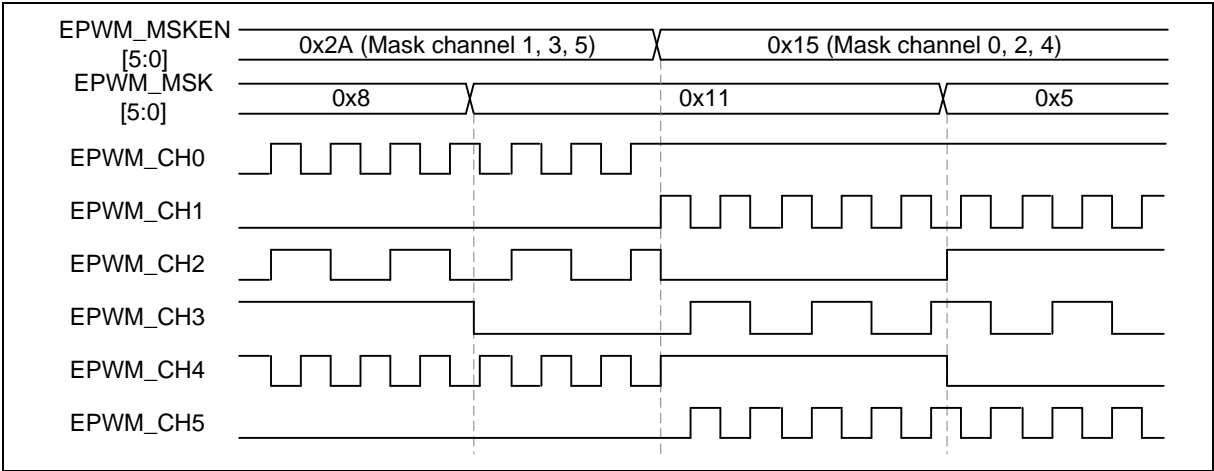 EPWM_MSKEN
[5:0]
0x2A (Mask channel 1, 3, 5)
0x15 (Mask channel 0, 2, 4)
EPWM_MSK
[5:0]
0x8
0x11
0x5
EPWM_CH0
EPWM_CH1
EPWM_CH2
EPWM_CH3
EPWM_CH4
EPWM_CH5